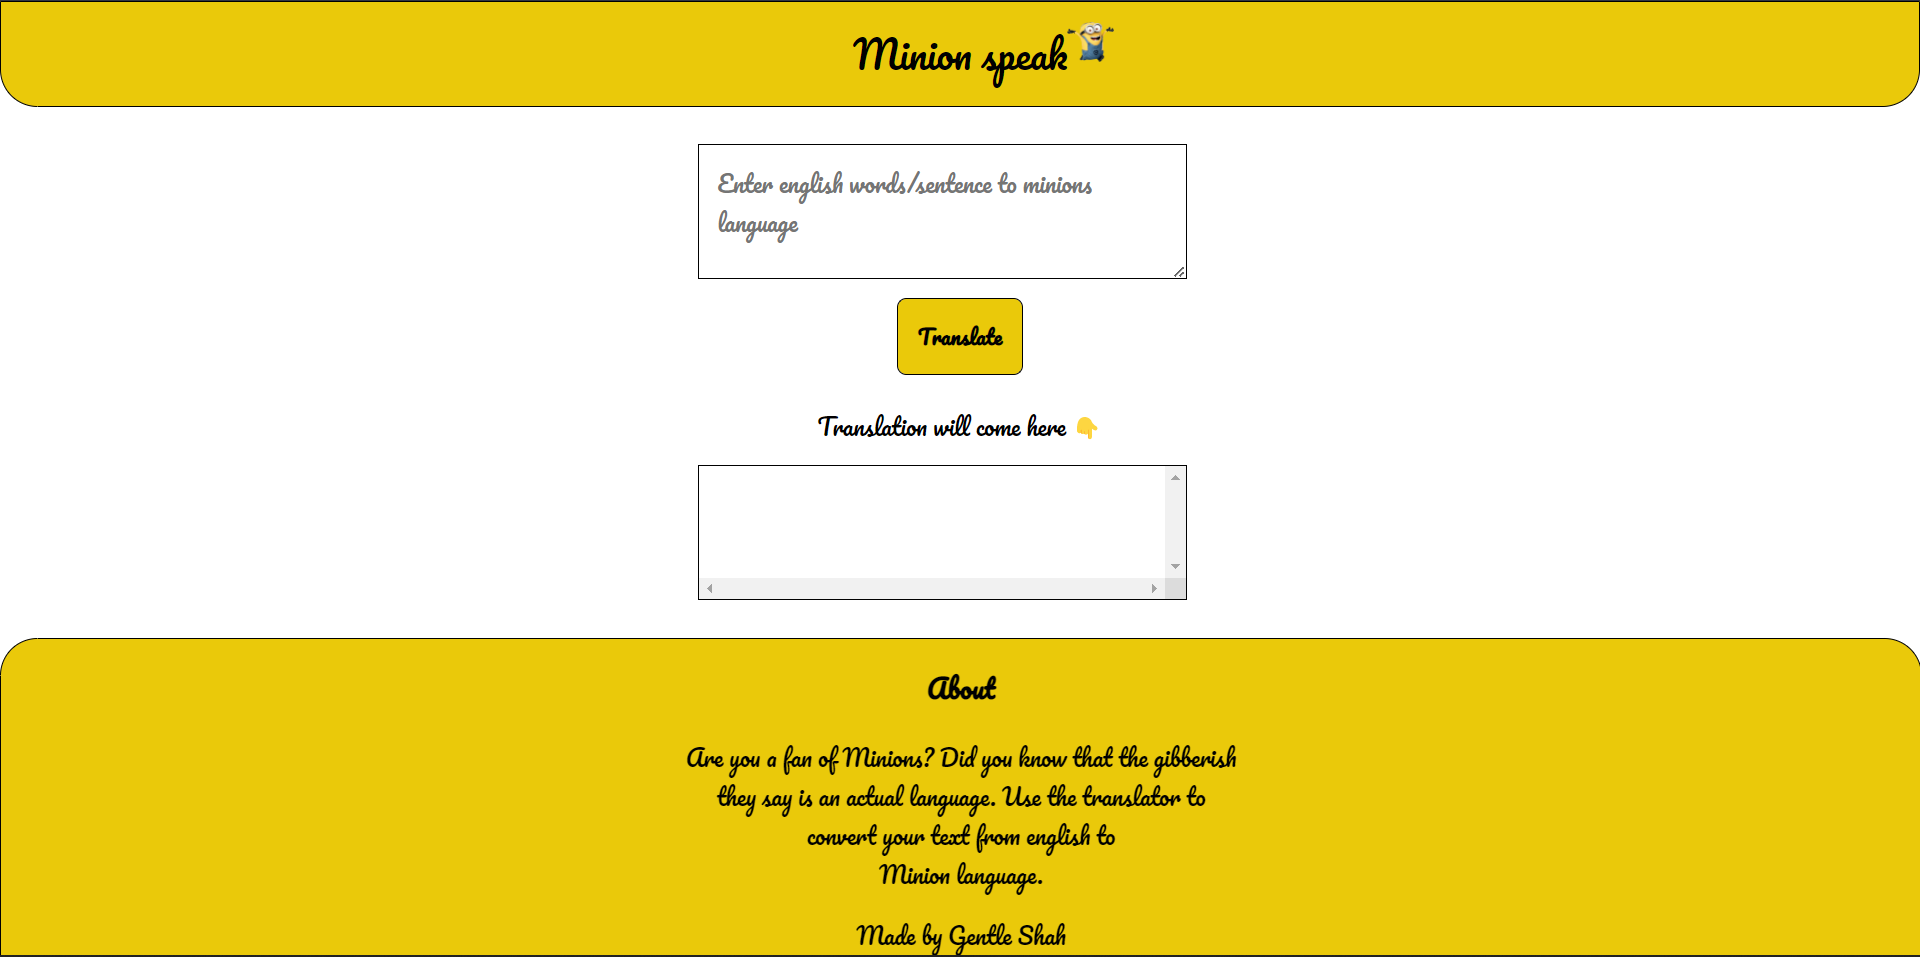 Minion speak
Enter english words/sentence to minions
language
Translate
Translation will come here 👇
About
Are you a fan of Minions? Did you know that the gibberish
they say is an actual language. Use the translator to
convert your text from english to
Minion language.
Made by Gentle Shah